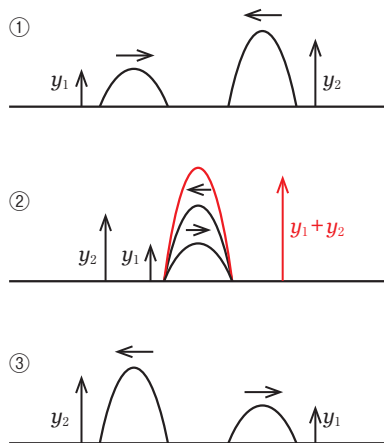 ①
y₁ y₂
②
y₂ y₁ y₁+y₂
③
y₂ y₁